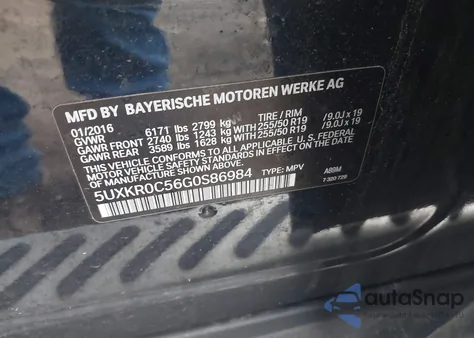 MFD BY BAYERISCHE MOTOREN WERKE AG
01/2016 TIRE / RIM
GVWR 6171 lbs 2799 kg
GAWR FRONT 2740 lbs 1243 kg WITH 255/50 R19 /9.0J x 19
GAWR REAR 3589 lbs 1628 kg WITH 255/50 R19 /9.0J x 19
THIS VEHICLE CONFORMS TO ALL APPLICABLE U.S. FEDERAL
MOTOR VEHICLE SAFETY STANDARDS IN EFFECT ON
THE DATE OF MANUFACTURE SHOWN ABOVE.
5UXKR0C56G0S86984 TYPE: MPV A89M
7 320 729
autoSnap